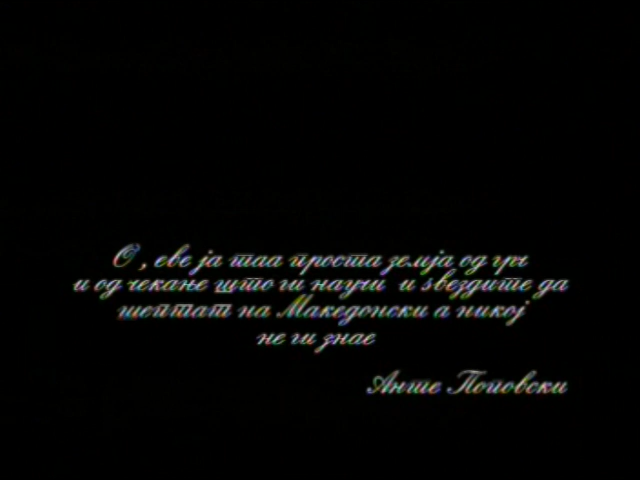 О , еве ја таа проста земја од грч
и од чекање што ги научи и ѕвездите да
шептат на Македонски а никој
не ги знае
Анте Поповски